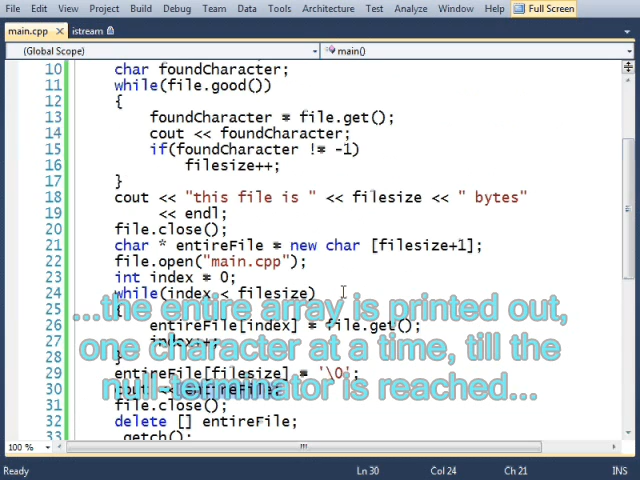 File Edit View Project Build Debug Team Data Tools Architecture Test Analyze Window Help Full Screen
main.cpp istream
(Global Scope) main()
10 char foundCharacter;
11 while(file.good())
12 {
13 foundCharacter = file.get();
14 cout << foundCharacter;
15 if(foundCharacter != -1)
16 filesize++;
17 }
18 cout << "this file is " << filesize << " bytes"
19 << endl;
20 file.close();
21 char * entireFile = new char [filesize+1];
22 file.open("main.cpp");
23 int index = 0;
24 while(index < filesize)
25 {
26 entireFile[index] = file.get();
27 index++;
28 }
29 entireFile[filesize] = '\0';
30 cout << entireFile;
31 file.close();
32 delete [] entireFile;
33 _getch();
...the entire array is printed out,
one character at a time, till the
null-terminator is reached...
100 %
Ready Ln 30 Col 24 Ch 21